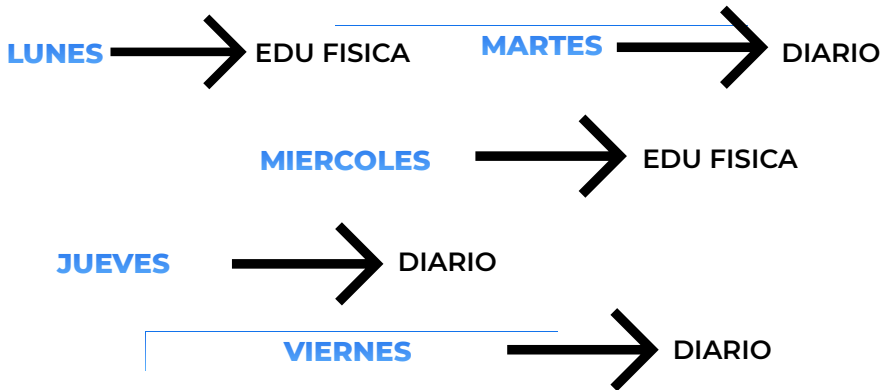 LUNES EDU FISICA MARTES DIARIO
MIERCOLES EDU FISICA
JUEVES DIARIO
VIERNES DIARIO